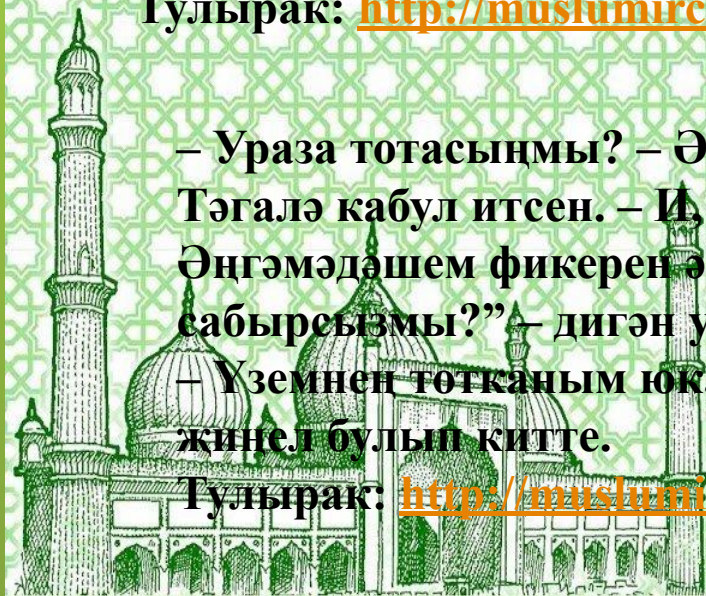 Тулырак: http://muslumirc
– Ураза тотасыңмы? – Ә
Тәгалә кабул итсен. – И,
Әңгәмәдәшем фикерен ә
сабырсызмы?” – дигән у
– Үземнең тотканым юк.
җиңел булып китте.
Тулырак: http://muslumi